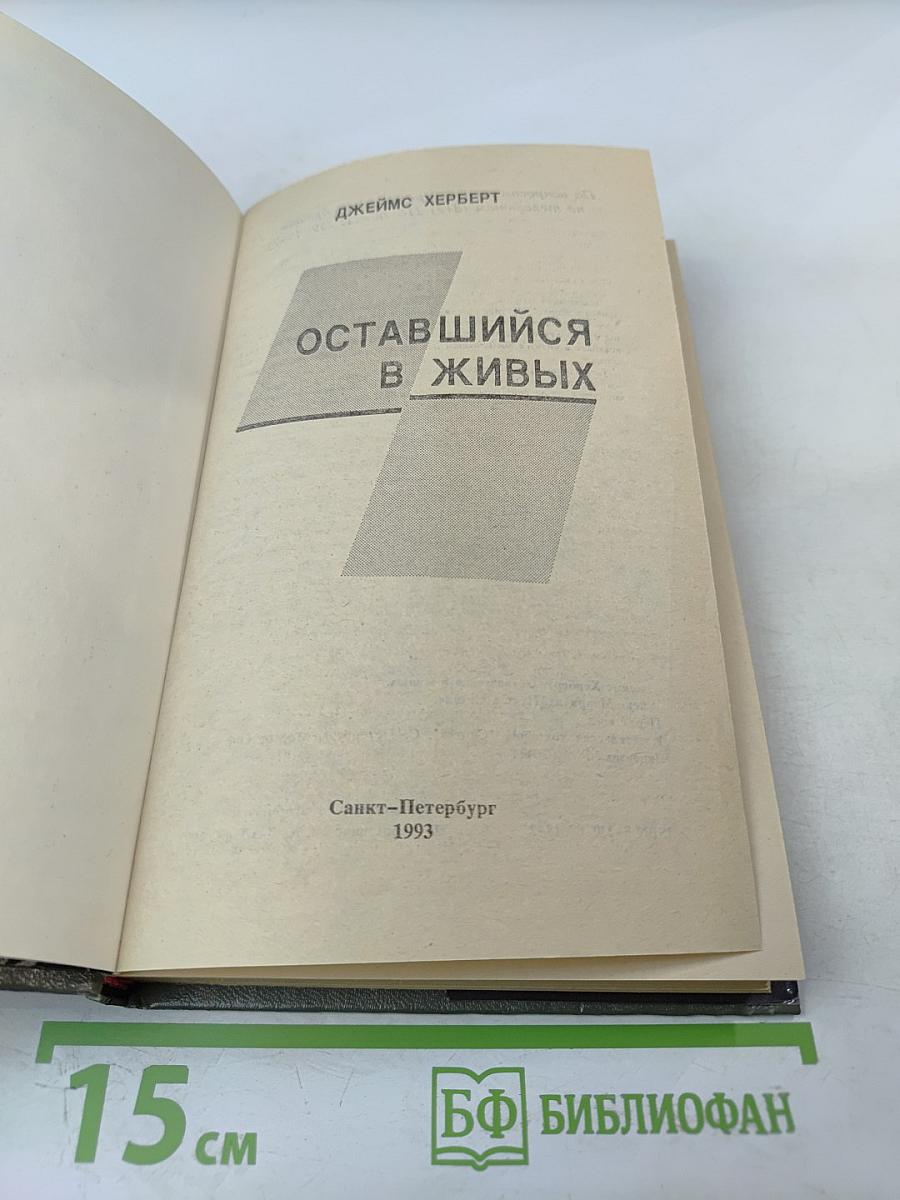 ДЖЕЙМС ХЕРБЕРТ
ОСТАВШИЙСЯ
В ЖИВЫХ
Санкт-Петербург
1993
15 см
БФ БИБЛИОФАН